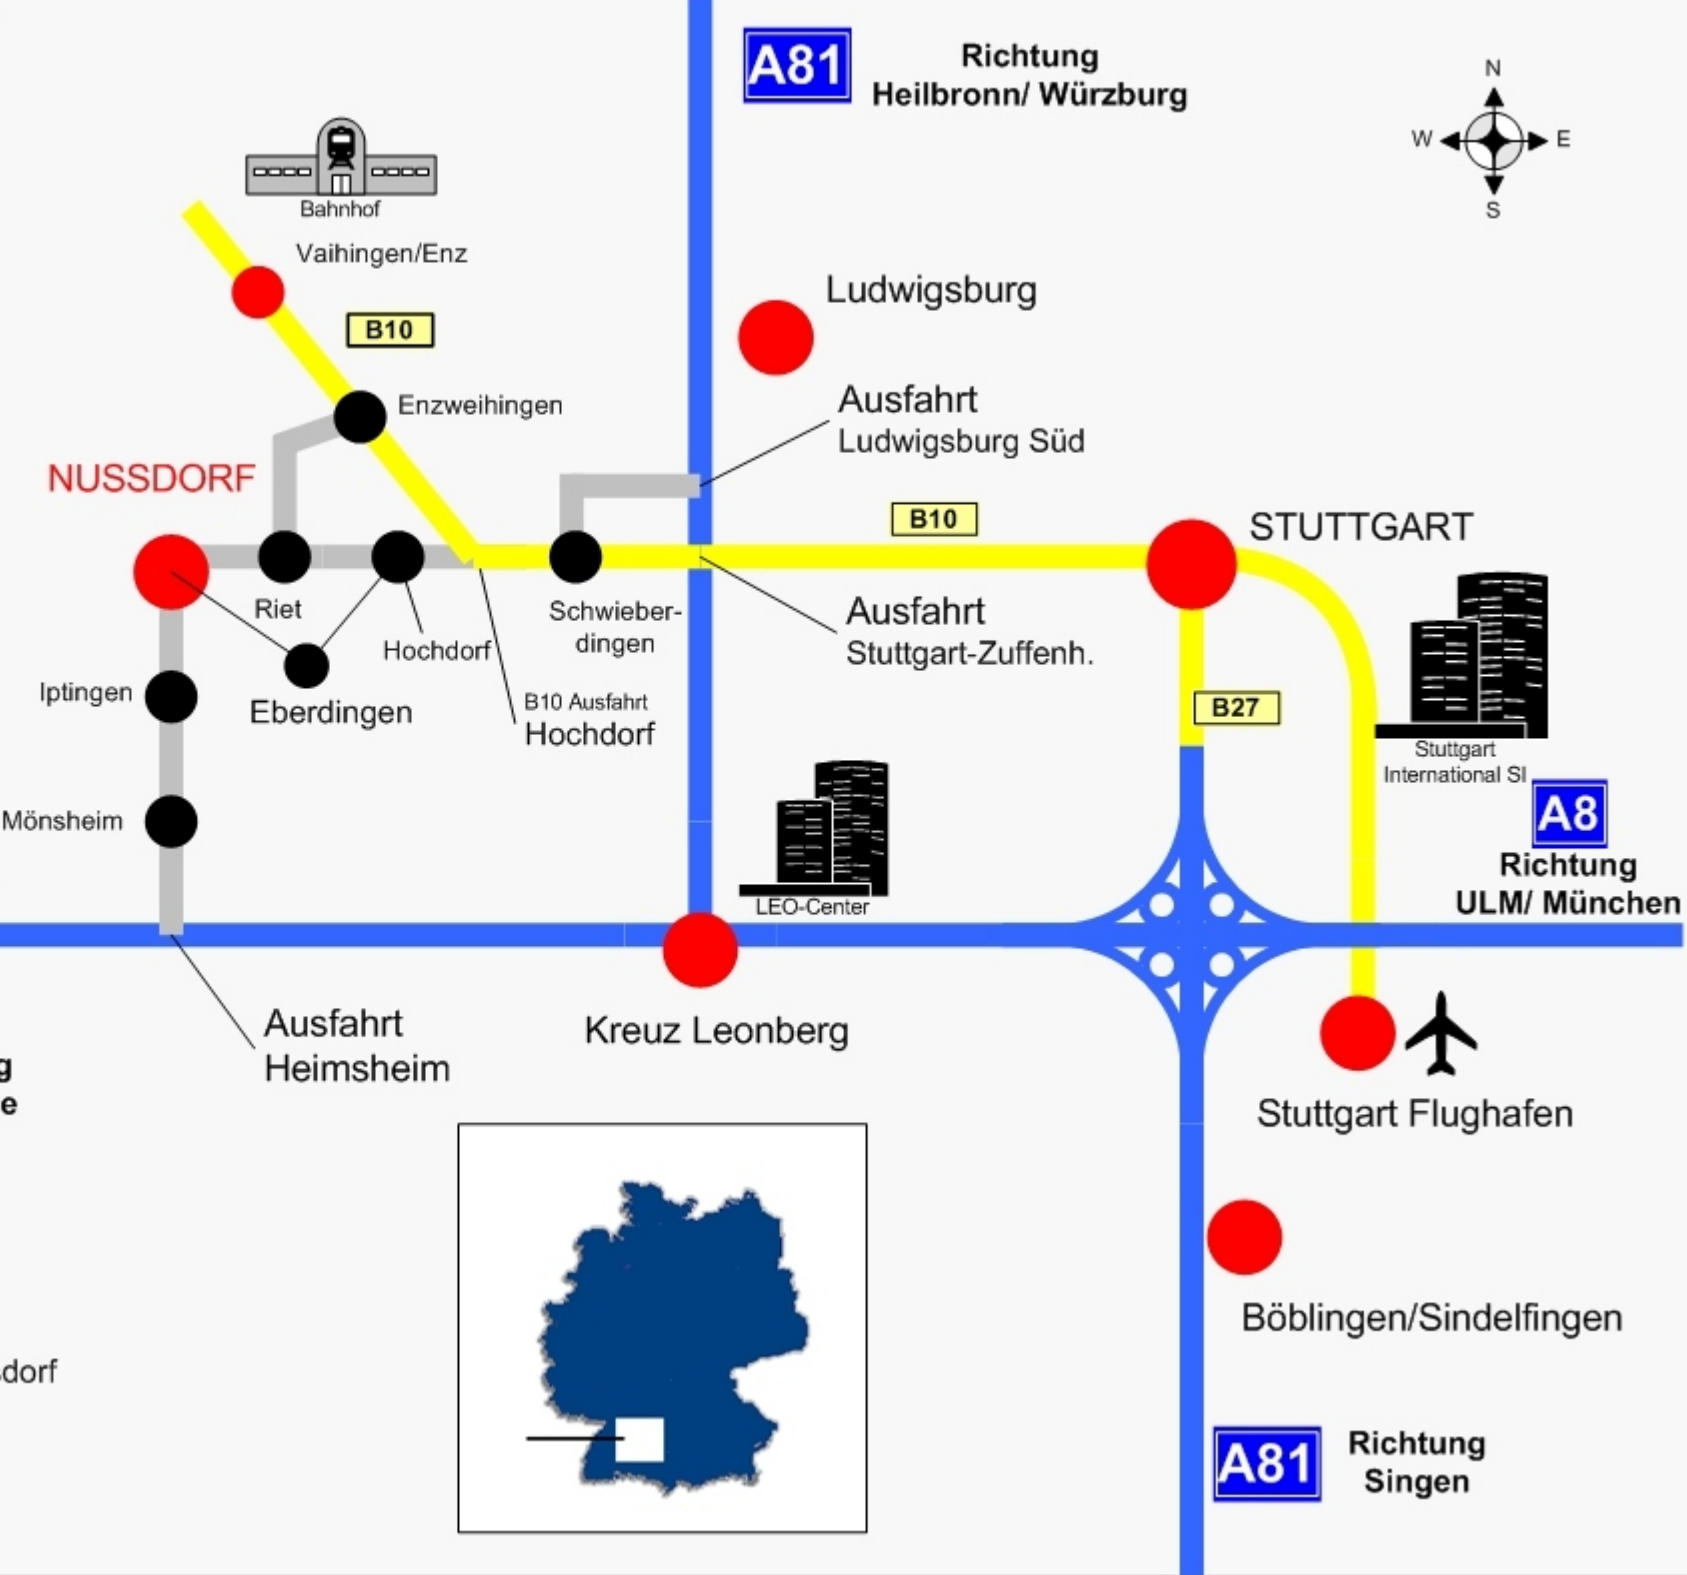 A81
Richtung
Heilbronn/ Würzburg
N
W
E
S
Bahnhof
Vaihingen/Enz
B10
Ludwigsburg
Enzweihingen
Ausfahrt
Ludwigsburg Süd
NUSSDORF
B10
STUTTGART
Riet
Schwieber-
dingen
Ausfahrt
Stuttgart-Zuffenh.
Hochdorf
Iptingen
Eberdingen
B10 Ausfahrt
Hochdorf
B27
Stuttgart
International SI
Mönsheim
A8
Richtung
ULM/ München
LEO-Center
Ausfahrt
Heimsheim
Kreuz Leonberg
g
e
Stuttgart Flughafen
Böblingen/Sindelfingen
dorf
A81
Richtung
Singen